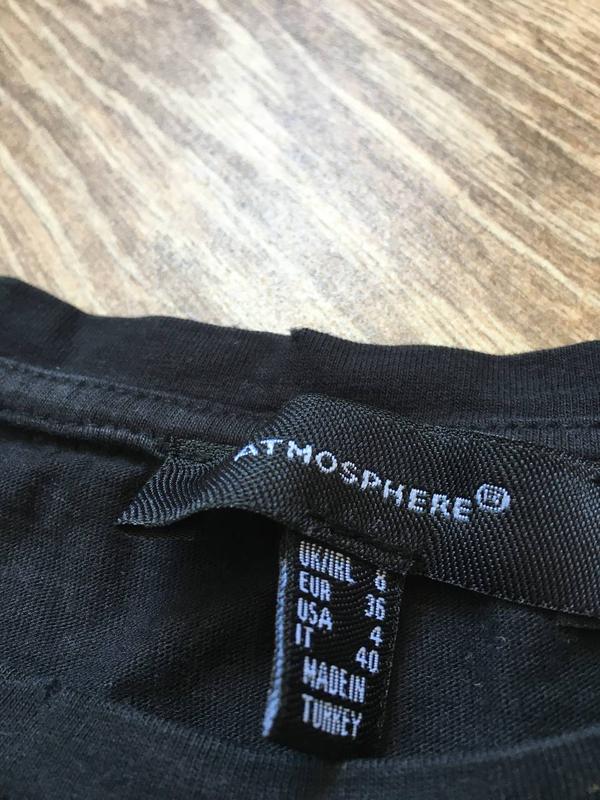 ATMOSPHERE
UK/IRL 8
EUR 36
USA 4
IT 40
MADE IN
TURKEY